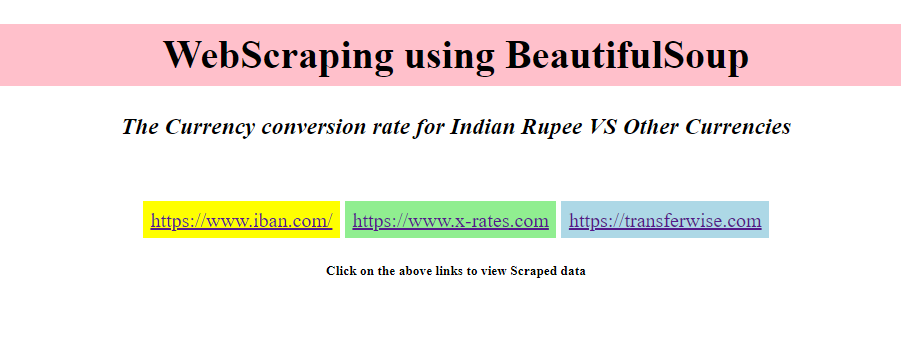 WebScraping using BeautifulSoup
The Currency conversion rate for Indian Rupee VS Other Currencies
https://www.iban.com/ https://www.x-rates.com https://transferwise.com
Click on the above links to view Scraped data